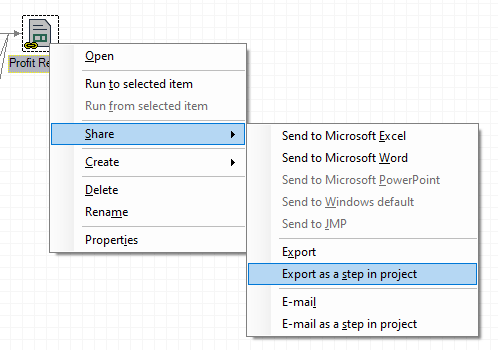 Profit Re
Open
Run to selected item
Run from selected item
Share
Create
Delete
Rename
Properties
Send to Microsoft Excel
Send to Microsoft Word
Send to Microsoft PowerPoint
Send to Windows default
Send to JMP
Export
Export as a step in project
E-mail
E-mail as a step in project